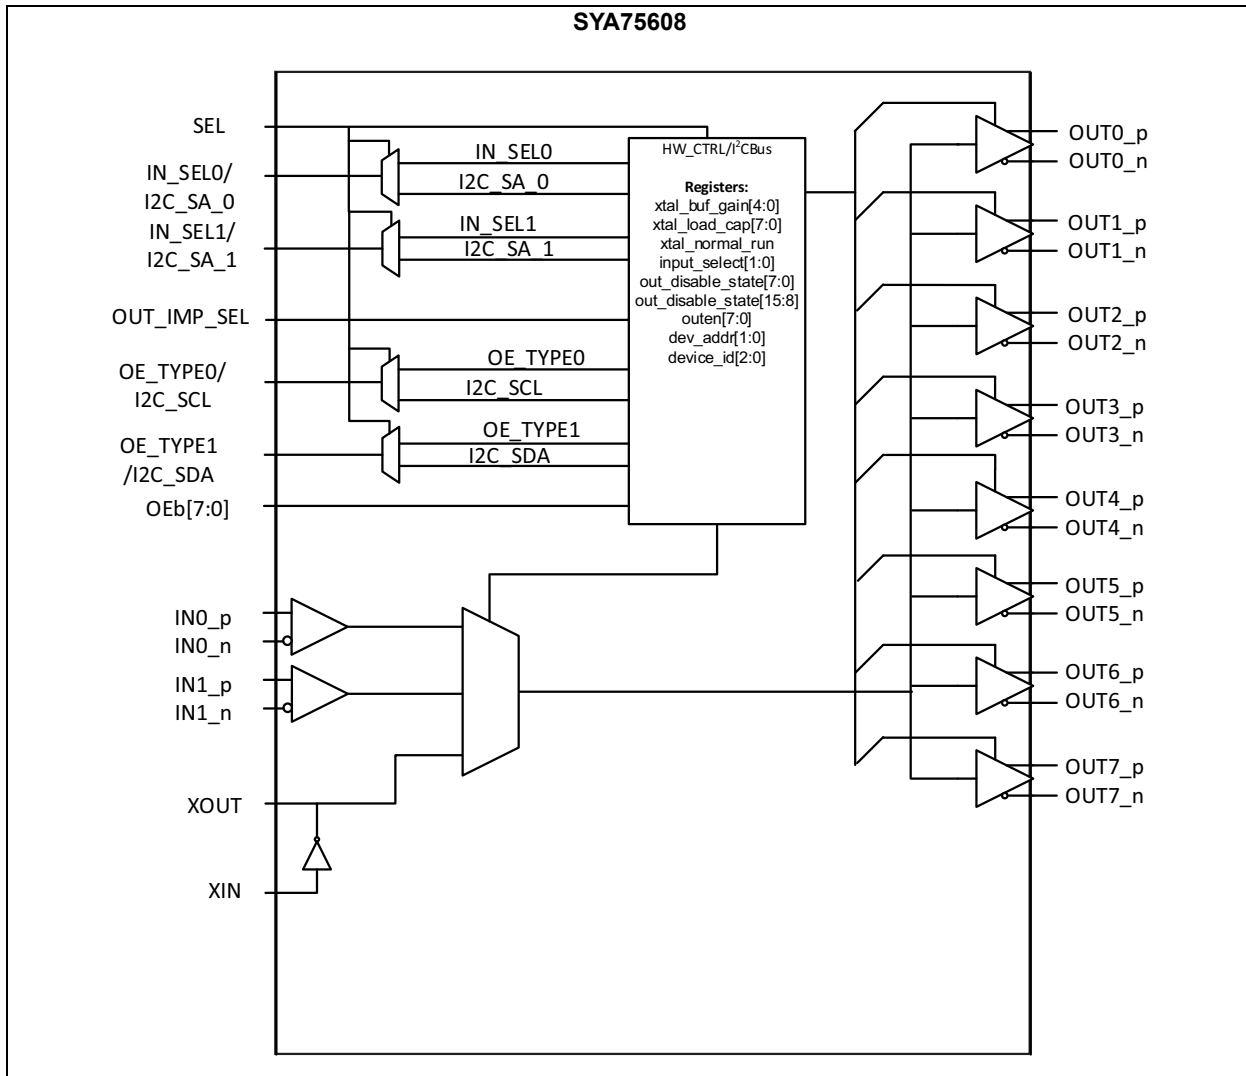 SYA75608
SEL
IN_SEL0/
I2C_SA_0
IN_SEL1/
I2C_SA_1
OUT_IMP_SEL
OE_TYPE0/
I2C_SCL
OE_TYPE1
/I2C_SDA
OEb[7:0]
IN0_p
IN0_n
IN1_p
IN1_n
XOUT
XIN
IN_SEL0
I2C_SA_0
IN_SEL1
I2C_SA_1
OE_TYPE0
I2C_SCL
OE_TYPE1
I2C_SDA
HW_CTRL/I²CBus
Registers:
xtal_buf_gain[4:0]
xtal_load_cap[7:0]
xtal_normal_run
input_select[1:0]
out_disable_state[7:0]
out_disable_state[15:8]
outen[7:0]
dev_addr[1:0]
device_id[2:0]
OUT0_p
OUT0_n
OUT1_p
OUT1_n
OUT2_p
OUT2_n
OUT3_p
OUT3_n
OUT4_p
OUT4_n
OUT5_p
OUT5_n
OUT6_p
OUT6_n
OUT7_p
OUT7_n